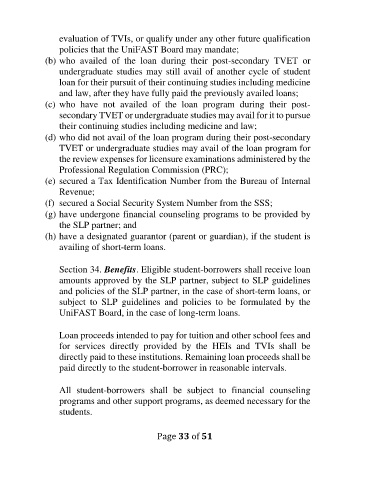 evaluation of TVIs, or qualify under any other future qualification
policies that the UniFAST Board may mandate;
(b) who availed of the loan during their post-secondary TVET or
undergraduate studies may still avail of another cycle of student
loan for their pursuit of their continuing studies including medicine
and law, after they have fully paid the previously availed loans;
(c) who have not availed of the loan program during their post-
secondary TVET or undergraduate studies may avail for it to pursue
their continuing studies including medicine and law;
(d) who did not avail of the loan program during their post-secondary
TVET or undergraduate studies may avail of the loan program for
the review expenses for licensure examinations administered by the
Professional Regulation Commission (PRC);
(e) secured a Tax Identification Number from the Bureau of Internal
Revenue;
(f) secured a Social Security System Number from the SSS;
(g) have undergone financial counseling programs to be provided by
the SLP partner; and
(h) have a designated guarantor (parent or guardian), if the student is
availing of short-term loans.
Section 34. Benefits. Eligible student-borrowers shall receive loan
amounts approved by the SLP partner, subject to SLP guidelines
and policies of the SLP partner, in the case of short-term loans, or
subject to SLP guidelines and policies to be formulated by the
UniFAST Board, in the case of long-term loans.
Loan proceeds intended to pay for tuition and other school fees and
for services directly provided by the HEIs and TVIs shall be
directly paid to these institutions. Remaining loan proceeds shall be
paid directly to the student-borrower in reasonable intervals.
All student-borrowers shall be subject to financial counseling
programs and other support programs, as deemed necessary for the
students.
Page 33 of 51